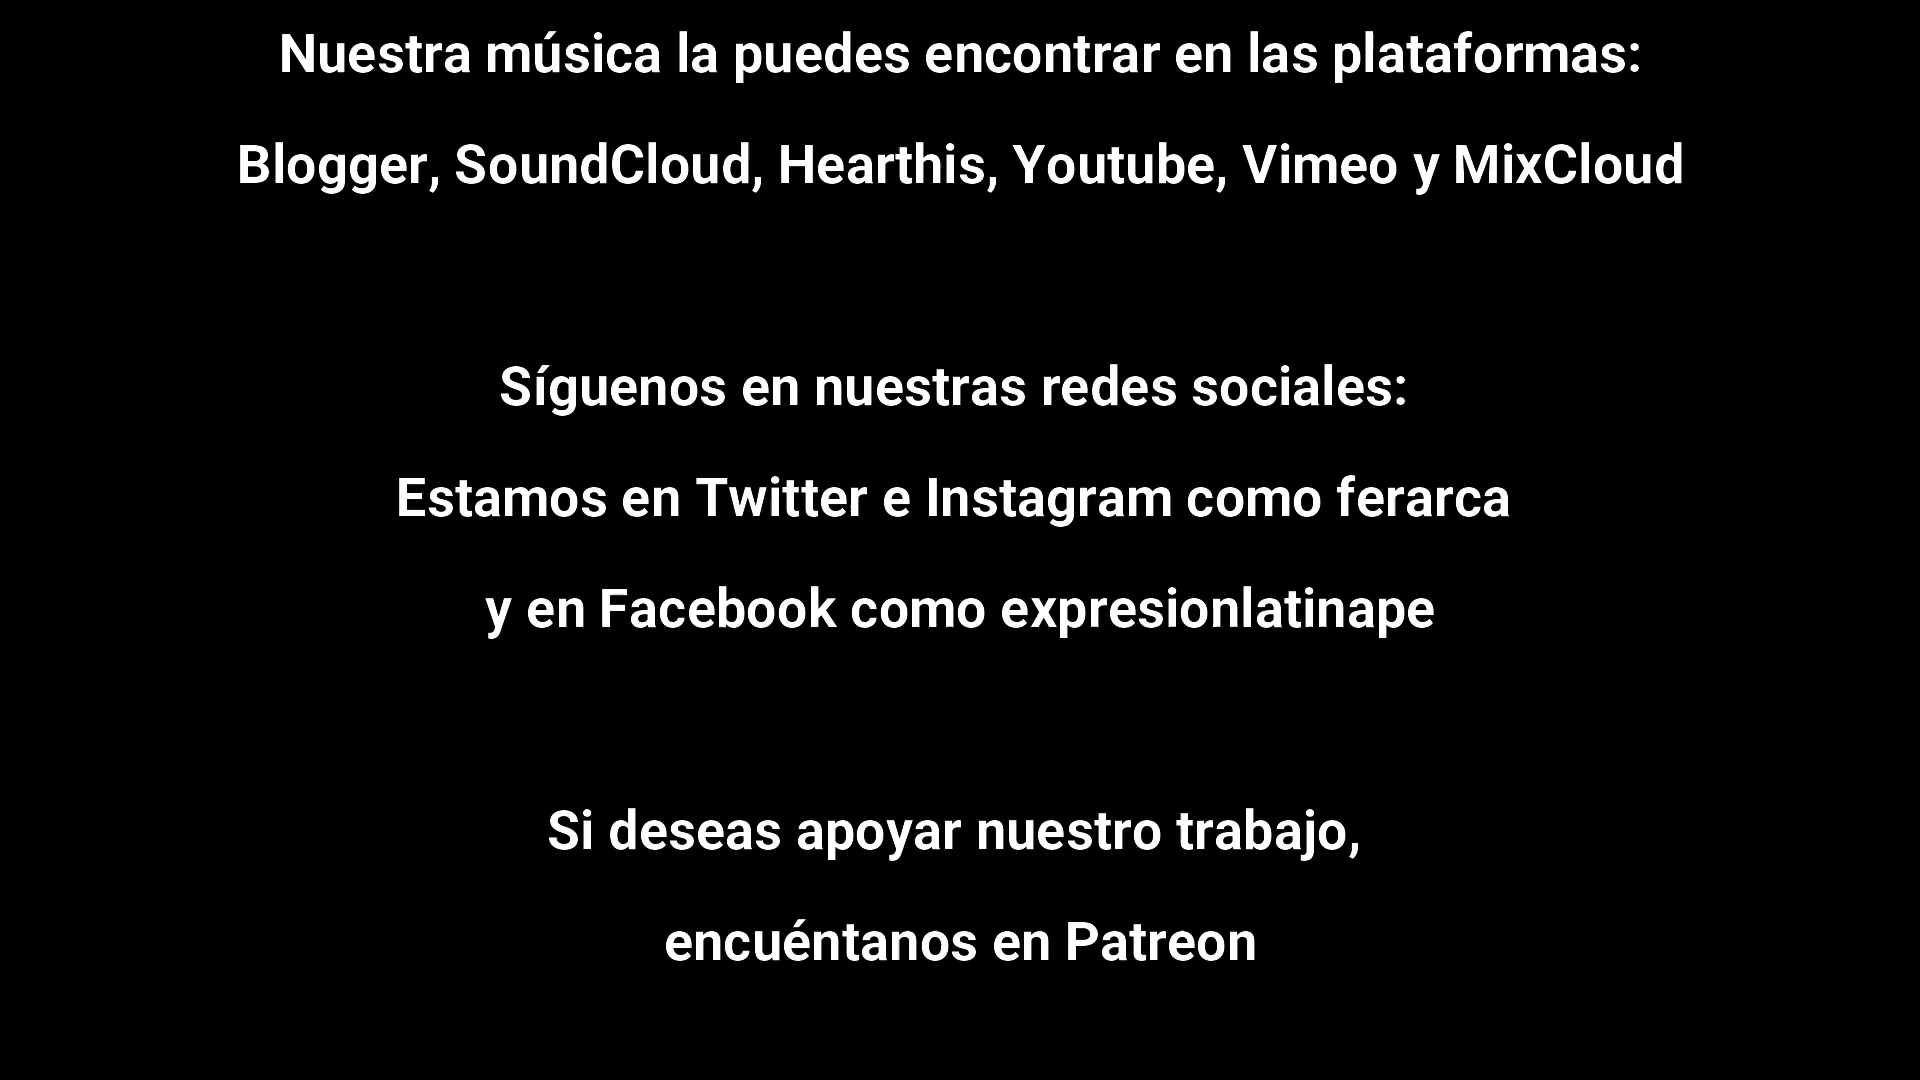 Nuestra música la puedes encontrar en las plataformas:
Blogger, SoundCloud, Hearthis, Youtube, Vimeo y MixCloud
Síguenos en nuestras redes sociales:
Estamos en Twitter e Instagram como ferarca
y en Facebook como expresionlatinape
Si deseas apoyar nuestro trabajo,
encuéntanos en Patreon